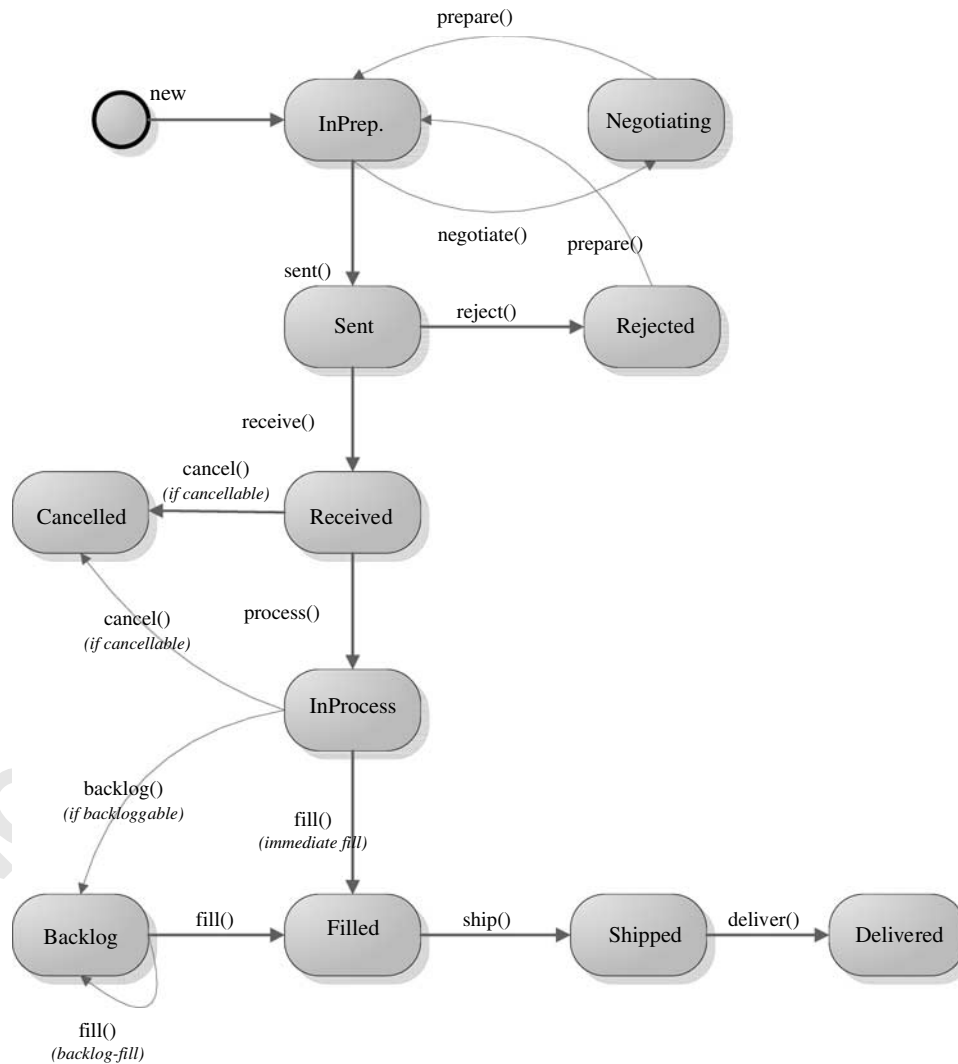 prepare()
new
InPrep.
Negotiating
negotiate()
prepare()
sent()
Sent
reject()
Rejected
receive()
cancel()
(if cancellable)
Cancelled
Received
cancel()
(if cancellable)
process()
InProcess
backlog()
(if backloggable)
fill()
(immediate fill)
Backlog
fill()
Filled
ship()
Shipped
deliver()
Delivered
fill()
(backlog-fill)